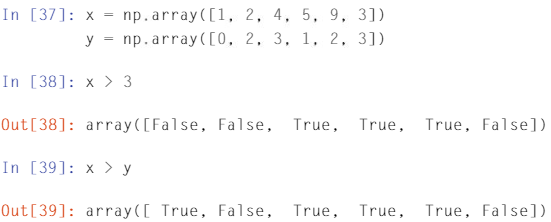 In [37]: x = np.array([1, 2, 4, 5, 9, 3])
y = np.array([0, 2, 3, 1, 2, 3])
In [38]: x > 3
Out[38]: array([False, False, True, True, True, False])
In [39]: x > y
Out[39]: array([ True, False, True, True, True, False])